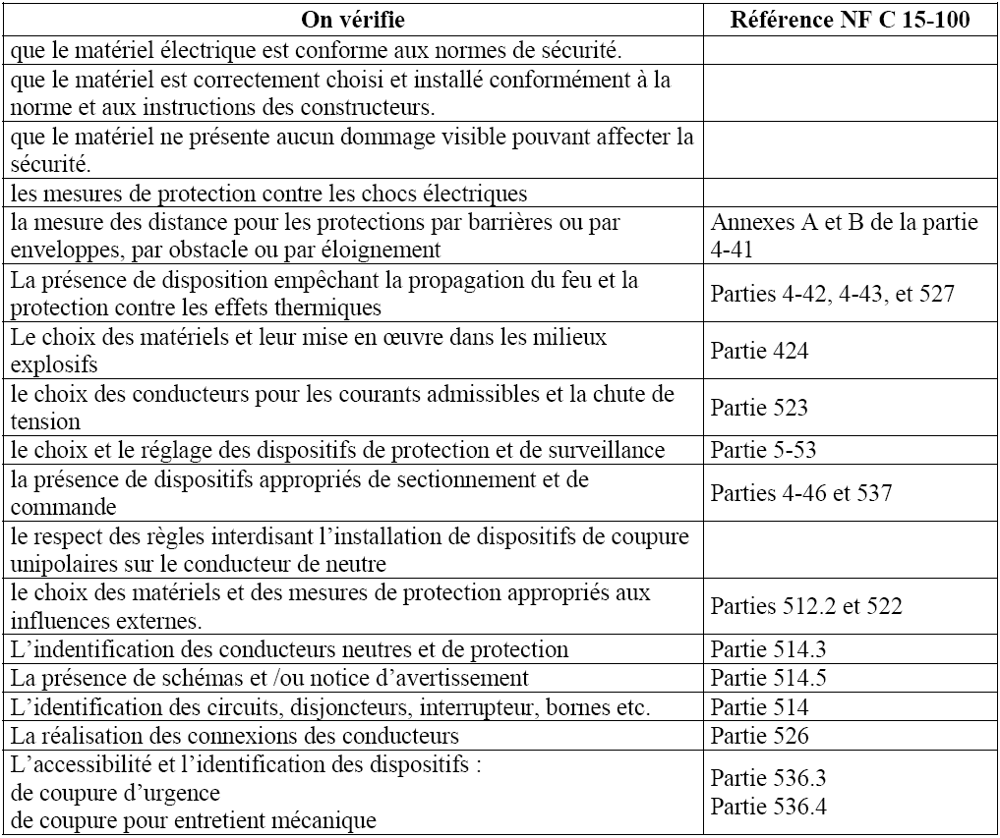 On vérifie Référence NF C 15-100
que le matériel électrique est conforme aux normes de sécurité.
que le matériel est correctement choisi et installé conformément à la
norme et aux instructions des constructeurs.
que le matériel ne présente aucun dommage visible pouvant affecter la
sécurité.
les mesures de protection contre les chocs électriques
la mesure des distance pour les protections par barrières ou par
enveloppes, par obstacle ou par éloignement
Annexes A et B de la partie
4-41
La présence de disposition empêchant la propagation du feu et la
protection contre les effets thermiques
Parties 4-42, 4-43, et 527
Le choix des matériels et leur mise en œuvre dans les milieux
explosifs
Partie 424
le choix des conducteurs pour les courants admissibles et la chute de
tension
Partie 523
le choix et le réglage des dispositifs de protection et de surveillance Partie 5-53
la présence de dispositifs appropriés de sectionnement et de
commande
Parties 4-46 et 537
le respect des règles interdisant l’installation de dispositifs de coupure
unipolaires sur le conducteur de neutre
le choix des matériels et des mesures de protection appropriés aux
influences externes.
Parties 512.2 et 522
L’indentification des conducteurs neutres et de protection Partie 514.3
La présence de schémas et /ou notice d’avertissement Partie 514.5
L’identification des circuits, disjoncteurs, interrupteur, bornes etc. Partie 514
La réalisation des connexions des conducteurs Partie 526
L’accessibilité et l’identification des dispositifs :
de coupure d’urgence
de coupure pour entretient mécanique
Partie 536.3
Partie 536.4